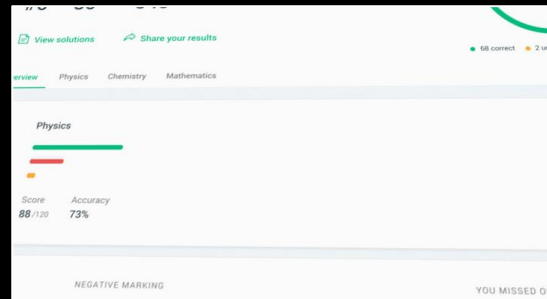 View solutions
Share your results
68 correct 2 u
erview Physics Chemistry Mathematics
Physics
Score Accuracy
88/120 73%
NEGATIVE MARKING
YOU MISSED O